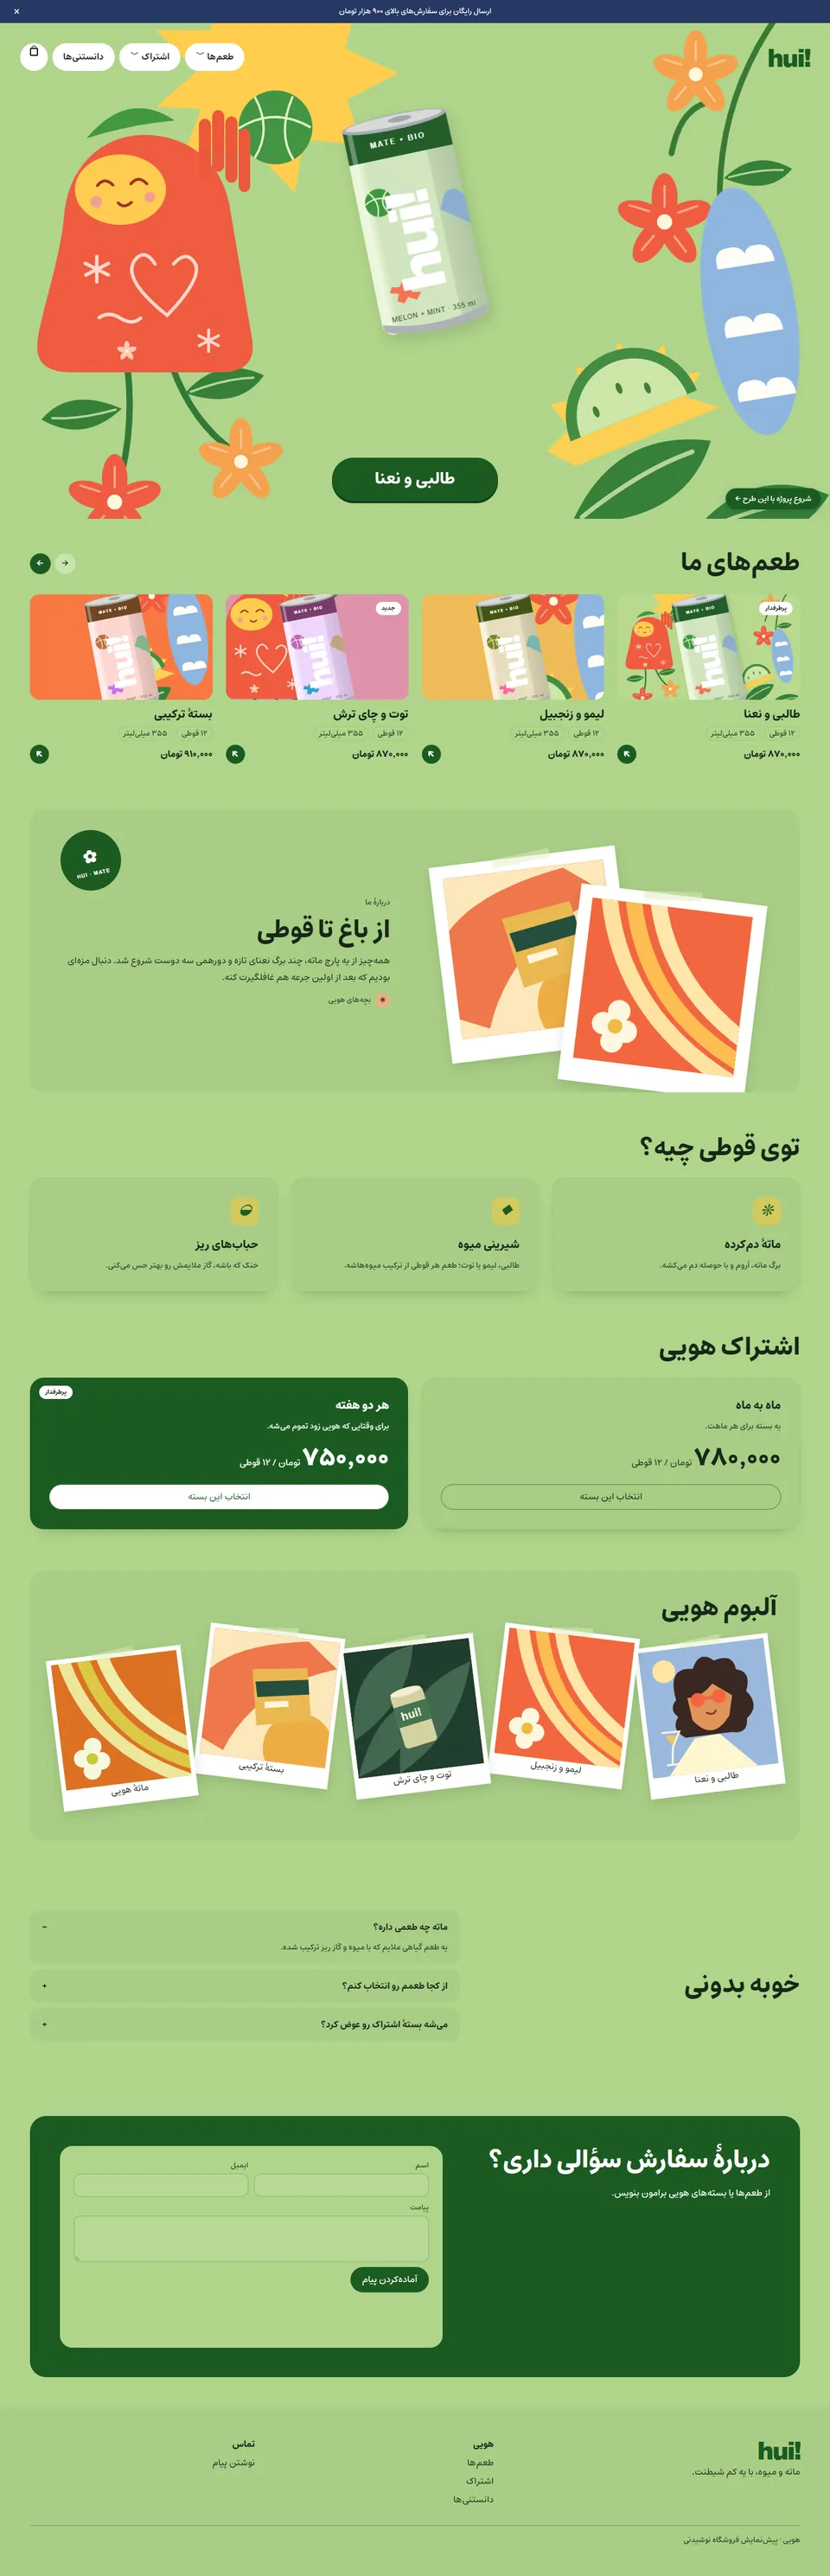 ارسال رایگان برای سفارش‌های بالای ۹۰۰ هزار تومان
×
hui!
طعم‌ها
اشتراک
دانستنی‌ها
MATE • BIO
hui!
MELON + MINT · 355 ml
طالبی و نعنا
شروع پروژه با این طرح ←
طعم‌های ما
→ ←
MATE • BIO
hui!
پرطرفدار
طالبی و نعنا
۱۲ قوطی
۳۵۵ میلی‌لیتر
۸۷۰,۰۰۰ تومان
MATE • BIO
hui!
لیمو و زنجبیل
۱۲ قوطی
۳۵۵ میلی‌لیتر
۸۷۰,۰۰۰ تومان
MATE • BIO
hui!
جدید
توت و چای ترش
۱۲ قوطی
۳۵۵ میلی‌لیتر
۸۷۰,۰۰۰ تومان
MATE • BIO
hui!
بستهٔ ترکیبی
۱۲ قوطی
۳۵۵ میلی‌لیتر
۹۱۰,۰۰۰ تومان
HUI · MATE
دربارهٔ ما
از باغ تا قوطی
همه‌چیز از یه پارچ ماته، چند برگ نعنای تازه و دورهمی سه دوست شروع شد. دنبال مزه‌ای
بودیم که بعد از اولین جرعه هم غافلگیرت کنه.
بچه‌های هویی
توی قوطی چیه؟
ماتهٔ دم‌کرده
برگ ماته، آروم و با حوصله دم می‌کشه.
شیرینی میوه
طالبی، لیمو یا توت؛ طعم هر قوطی از ترکیب میوه‌هاشه.
حباب‌های ریز
خنک که باشه، گاز ملایمش رو بهتر حس می‌کنی.
اشتراک هویی
ماه به ماه
یه بسته برای هر ماهت.
۷۸۰,۰۰۰ تومان / ۱۲ قوطی
انتخاب این بسته
پرطرفدار
هر دو هفته
برای وقتایی که هویی زود تموم می‌شه.
۷۵۰,۰۰۰ تومان / ۱۲ قوطی
انتخاب این بسته
آلبوم هویی
طالبی و نعنا
لیمو و زنجبیل
hui!
توت و چای ترش
بستهٔ ترکیبی
ماتهٔ هویی
خوبه بدونی
ماته چه طعمی داره؟ −
یه طعم گیاهی ملایم که با میوه و گاز ریز ترکیب شده.
از کجا طعمم رو انتخاب کنم؟ +
می‌شه بستهٔ اشتراک رو عوض کرد؟ +
دربارهٔ سفارش سؤالی داری؟
از طعم‌ها یا بسته‌های هویی برامون بنویس.
اسم
ایمیل
پیامت
آماده‌کردن پیام
hui!
ماته و میوه، با یه کم شیطنت.
هویی
طعم‌ها
اشتراک
دانستنی‌ها
تماس
نوشتن پیام
هویی · پیش‌نمایش فروشگاه نوشیدنی